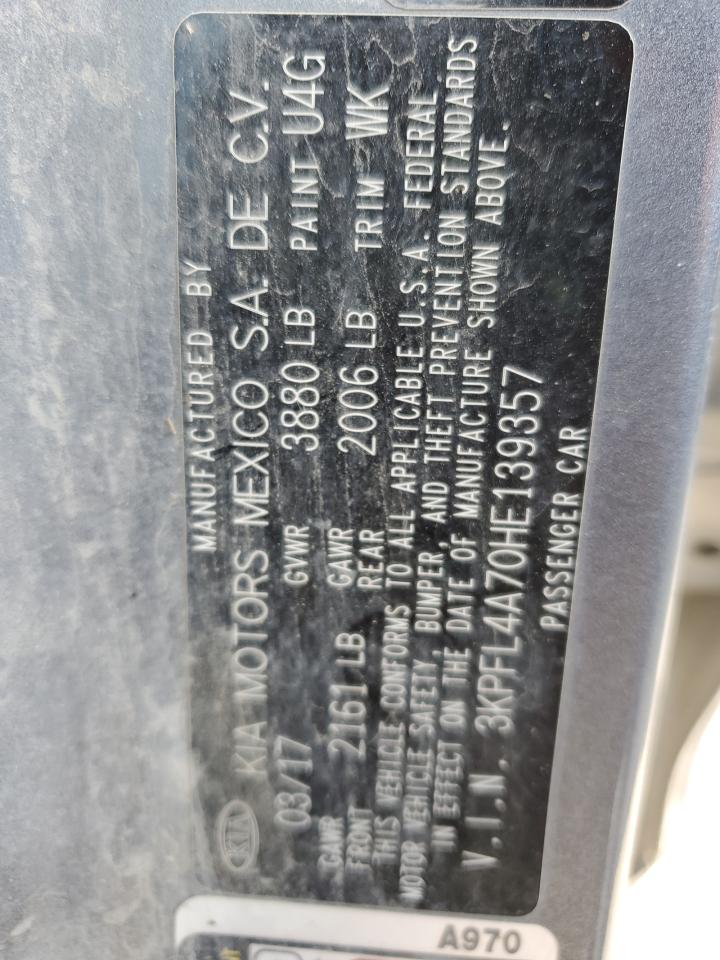 MANUFACTURED BY
KIA KIA MOTORS MEXICO S.A. DE C.V.
03/17 GVWR 3880 LB PAINT U4G
GAWR FRONT 2161 LB GAWR REAR 2006 LB TRIM WK
THIS VEHICLE CONFORMS TO ALL APPLICABLE U.S.A. FEDERAL
MOTOR VEHICLE SAFETY, BUMPER, AND THEFT PREVENTION STANDARDS
IN EFFECT ON THE DATE OF MANUFACTURE SHOWN ABOVE.
V.I.N. 3KPFL4A70HE139357
PASSENGER CAR
A970